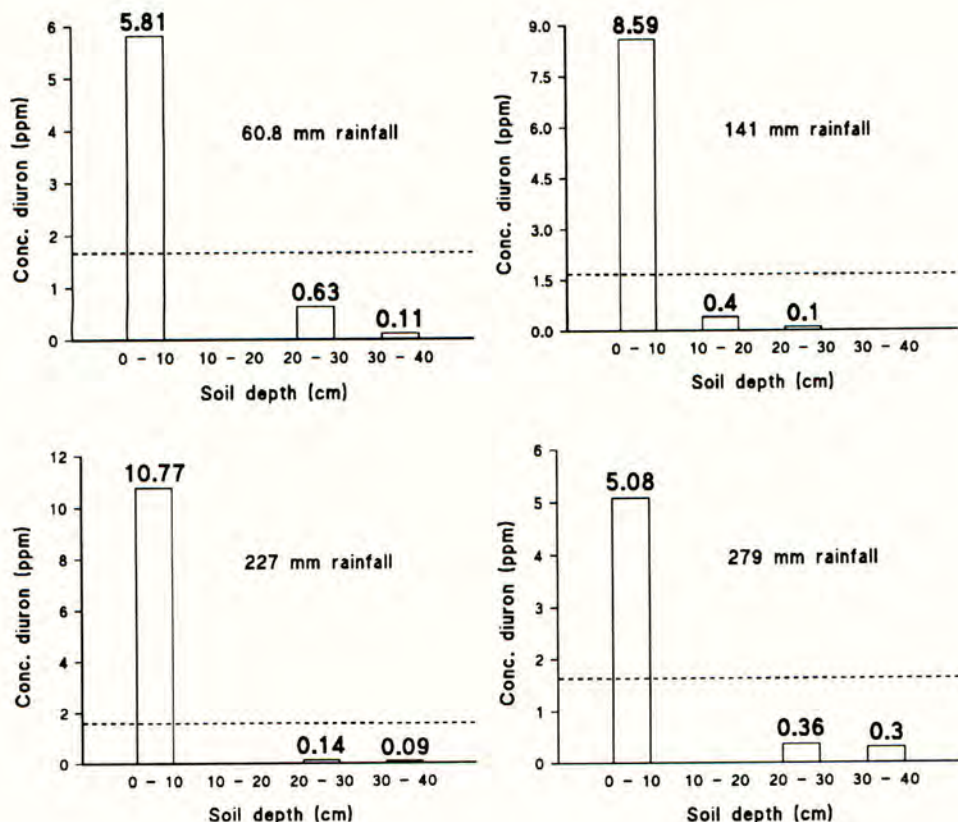 5.81
6
5
4
3
2
1
0
Conc. diuron (ppm)
60.8 mm rainfall
0.63
0.11
0 - 10 10 - 20 20 - 30 30 - 40
Soil depth (cm)
8.59
9.0
7.5
6.0
4.5
3.0
1.5
0.0
Conc. diuron (ppm)
141 mm rainfall
0.4
0.1
0 - 10 10 - 20 20 - 30 30 - 40
Soil depth (cm)
10.77
12
10
8
6
4
2
0
Conc. diuron (ppm)
227 mm rainfall
0.14
0.09
0 - 10 10 - 20 20 - 30 30 - 40
Soil depth (cm)
5.08
6
5
4
3
2
1
0
Conc. diuron (ppm)
279 mm rainfall
0.36
0.3
0 - 10 10 - 20 20 - 30 30 - 40
Soil depth (cm)